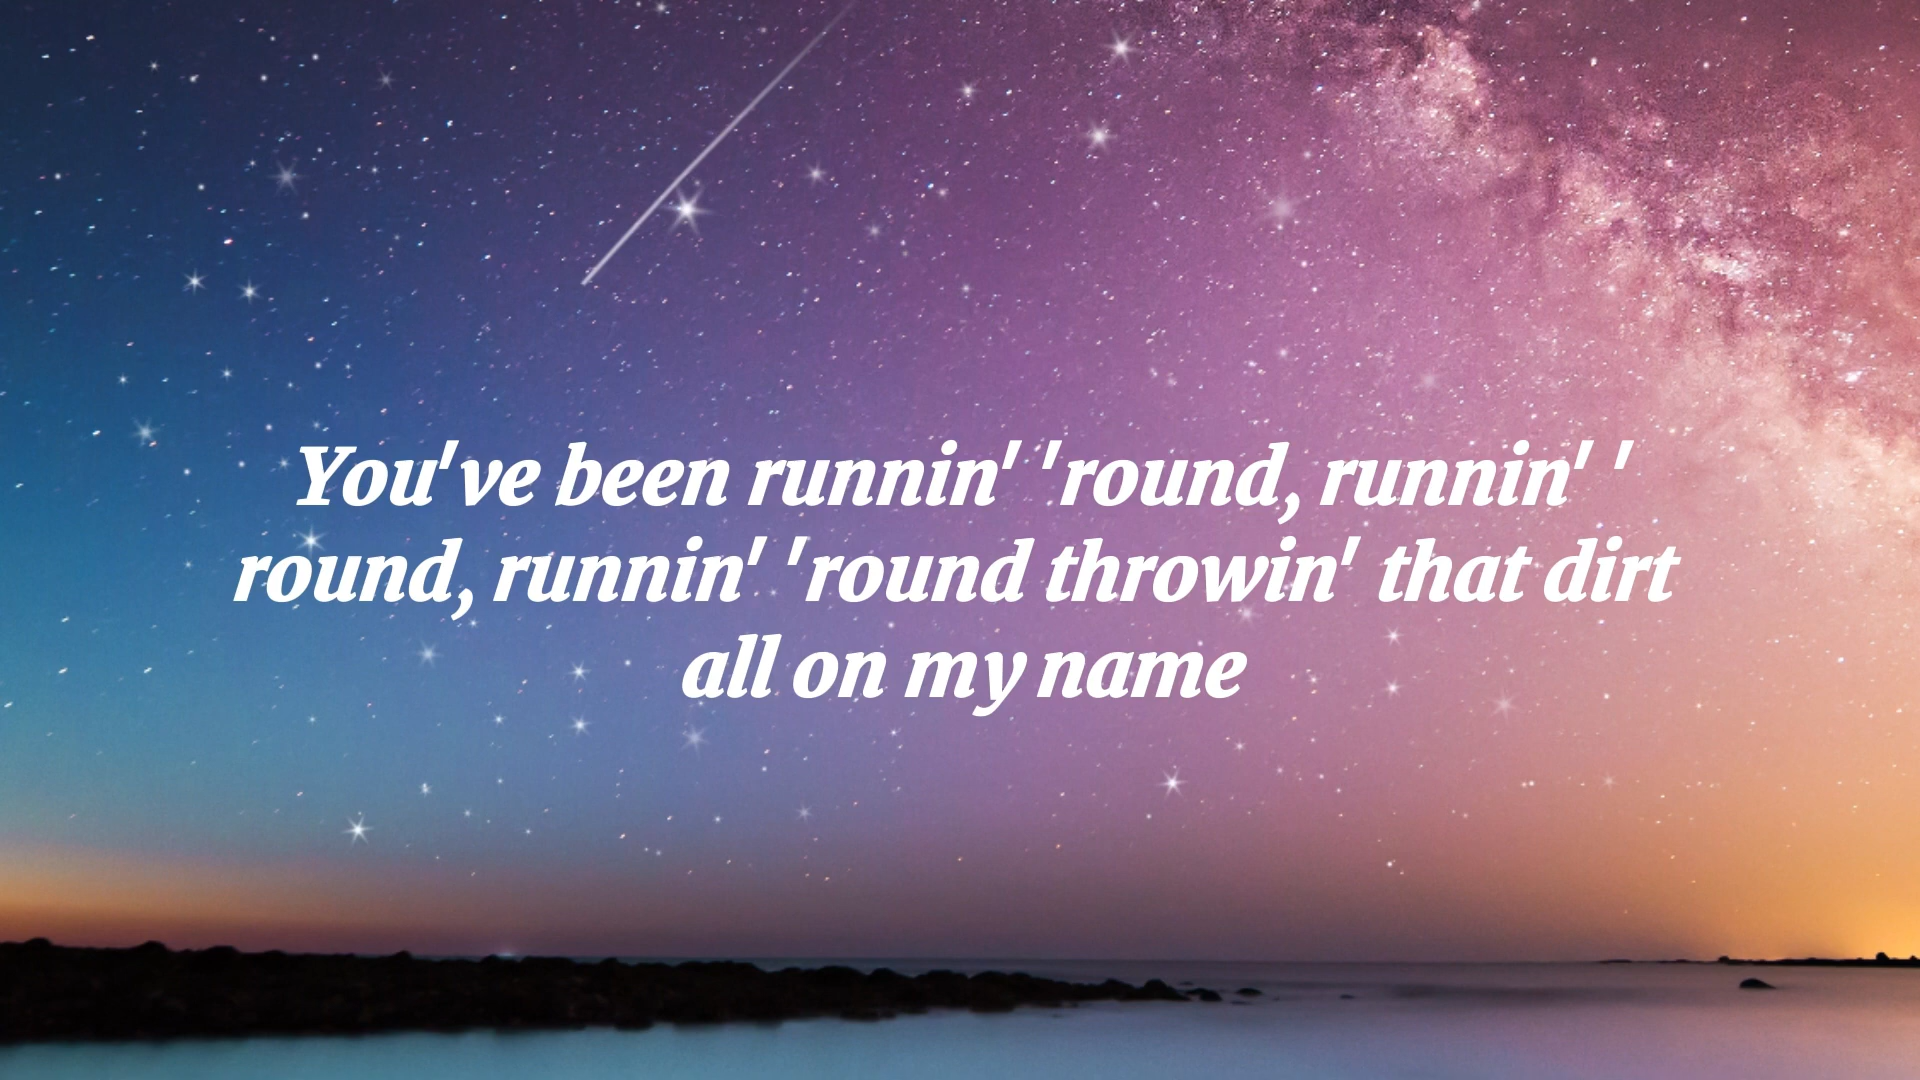 You've been runnin' 'round, runnin' '
round, runnin' 'round throwin' that dirt
all on my name